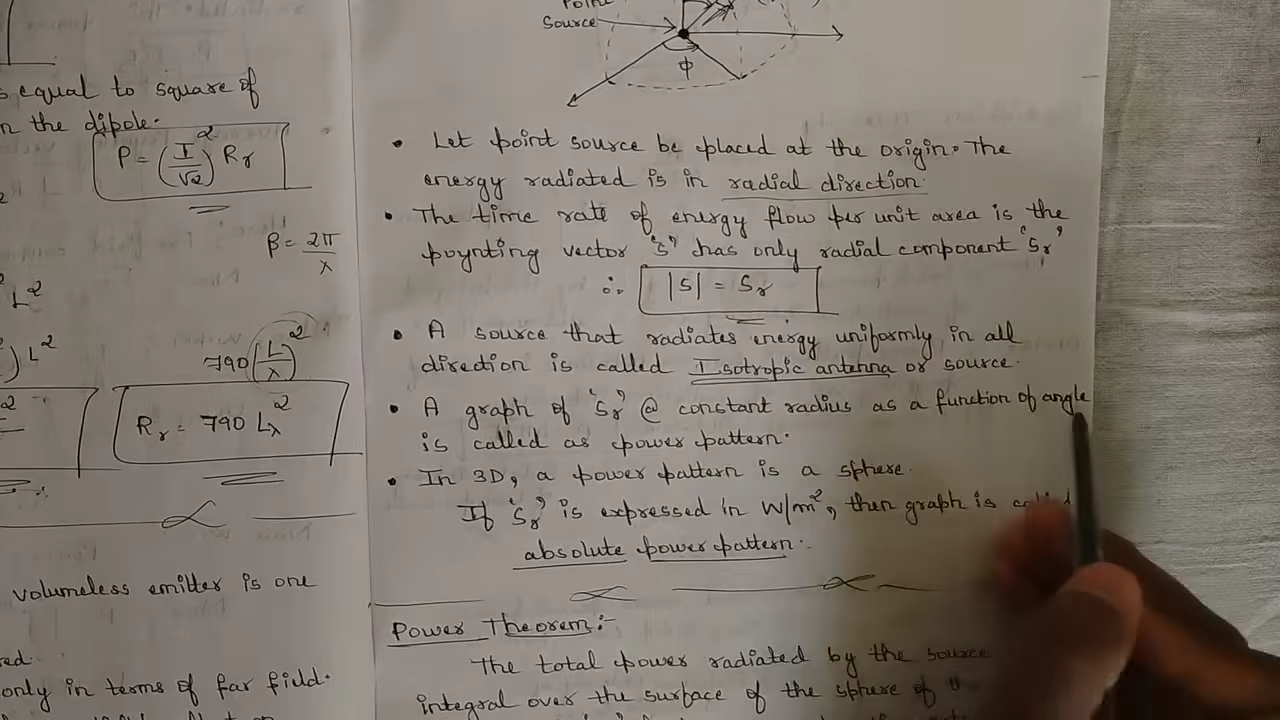 s equal to square of
n the dipole.
P = (I/√2)² Rr
β = 2π/λ
L²
) L²
790 (L/λ)²
Rr = 790 Lλ²
volumeless emitter is one
only in terms of far field.
Point
Source
ϕ
• Let point source be placed at the origin. The
energy radiated is in radial direction.
• The time rate of energy flow per unit area is the
poynting vector 'S' has only radial component 'Sr'
∴ |S| = Sr
• A source that radiates energy uniformly in all
direction is called Isotropic antenna or source.
• A graph of 'Sr' @ constant radius as a function of angle
is called as power pattern.
• In 3D, a power pattern is a sphere.
If 'Sr' is expressed in W/m², then graph is
absolute power pattern.
Power Theorem:-
The total power radiated by the source
integral over the surface of the sphere of